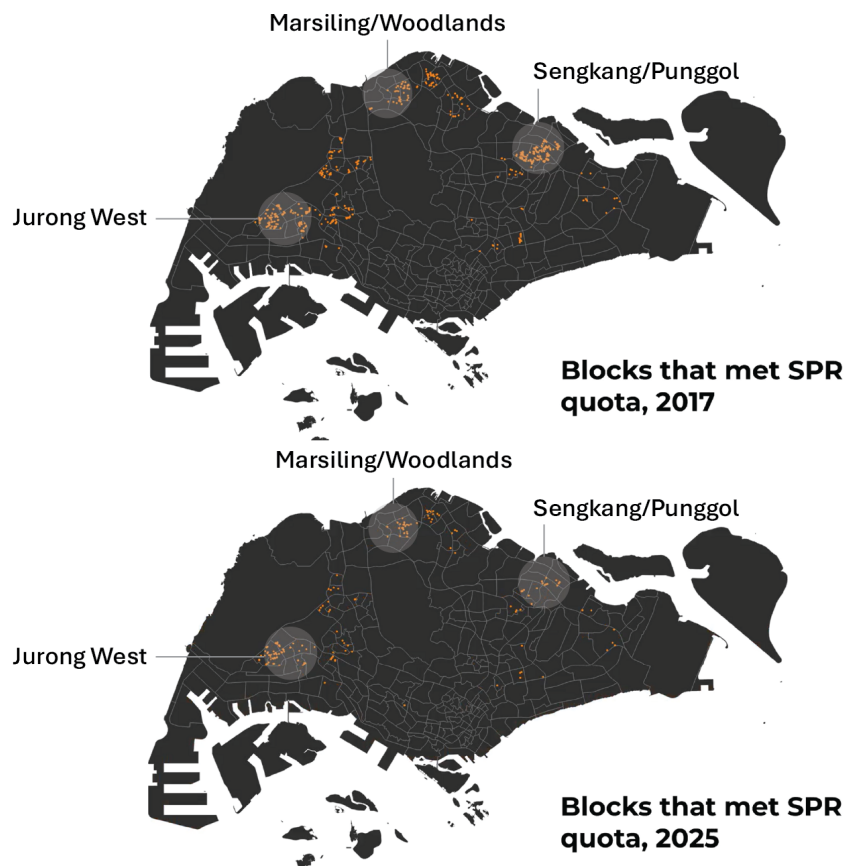 Marsiling/Woodlands
Sengkang/Punggol
Jurong West
Blocks that met SPR
quota, 2017
Marsiling/Woodlands
Sengkang/Punggol
Jurong West
Blocks that met SPR
quota, 2025